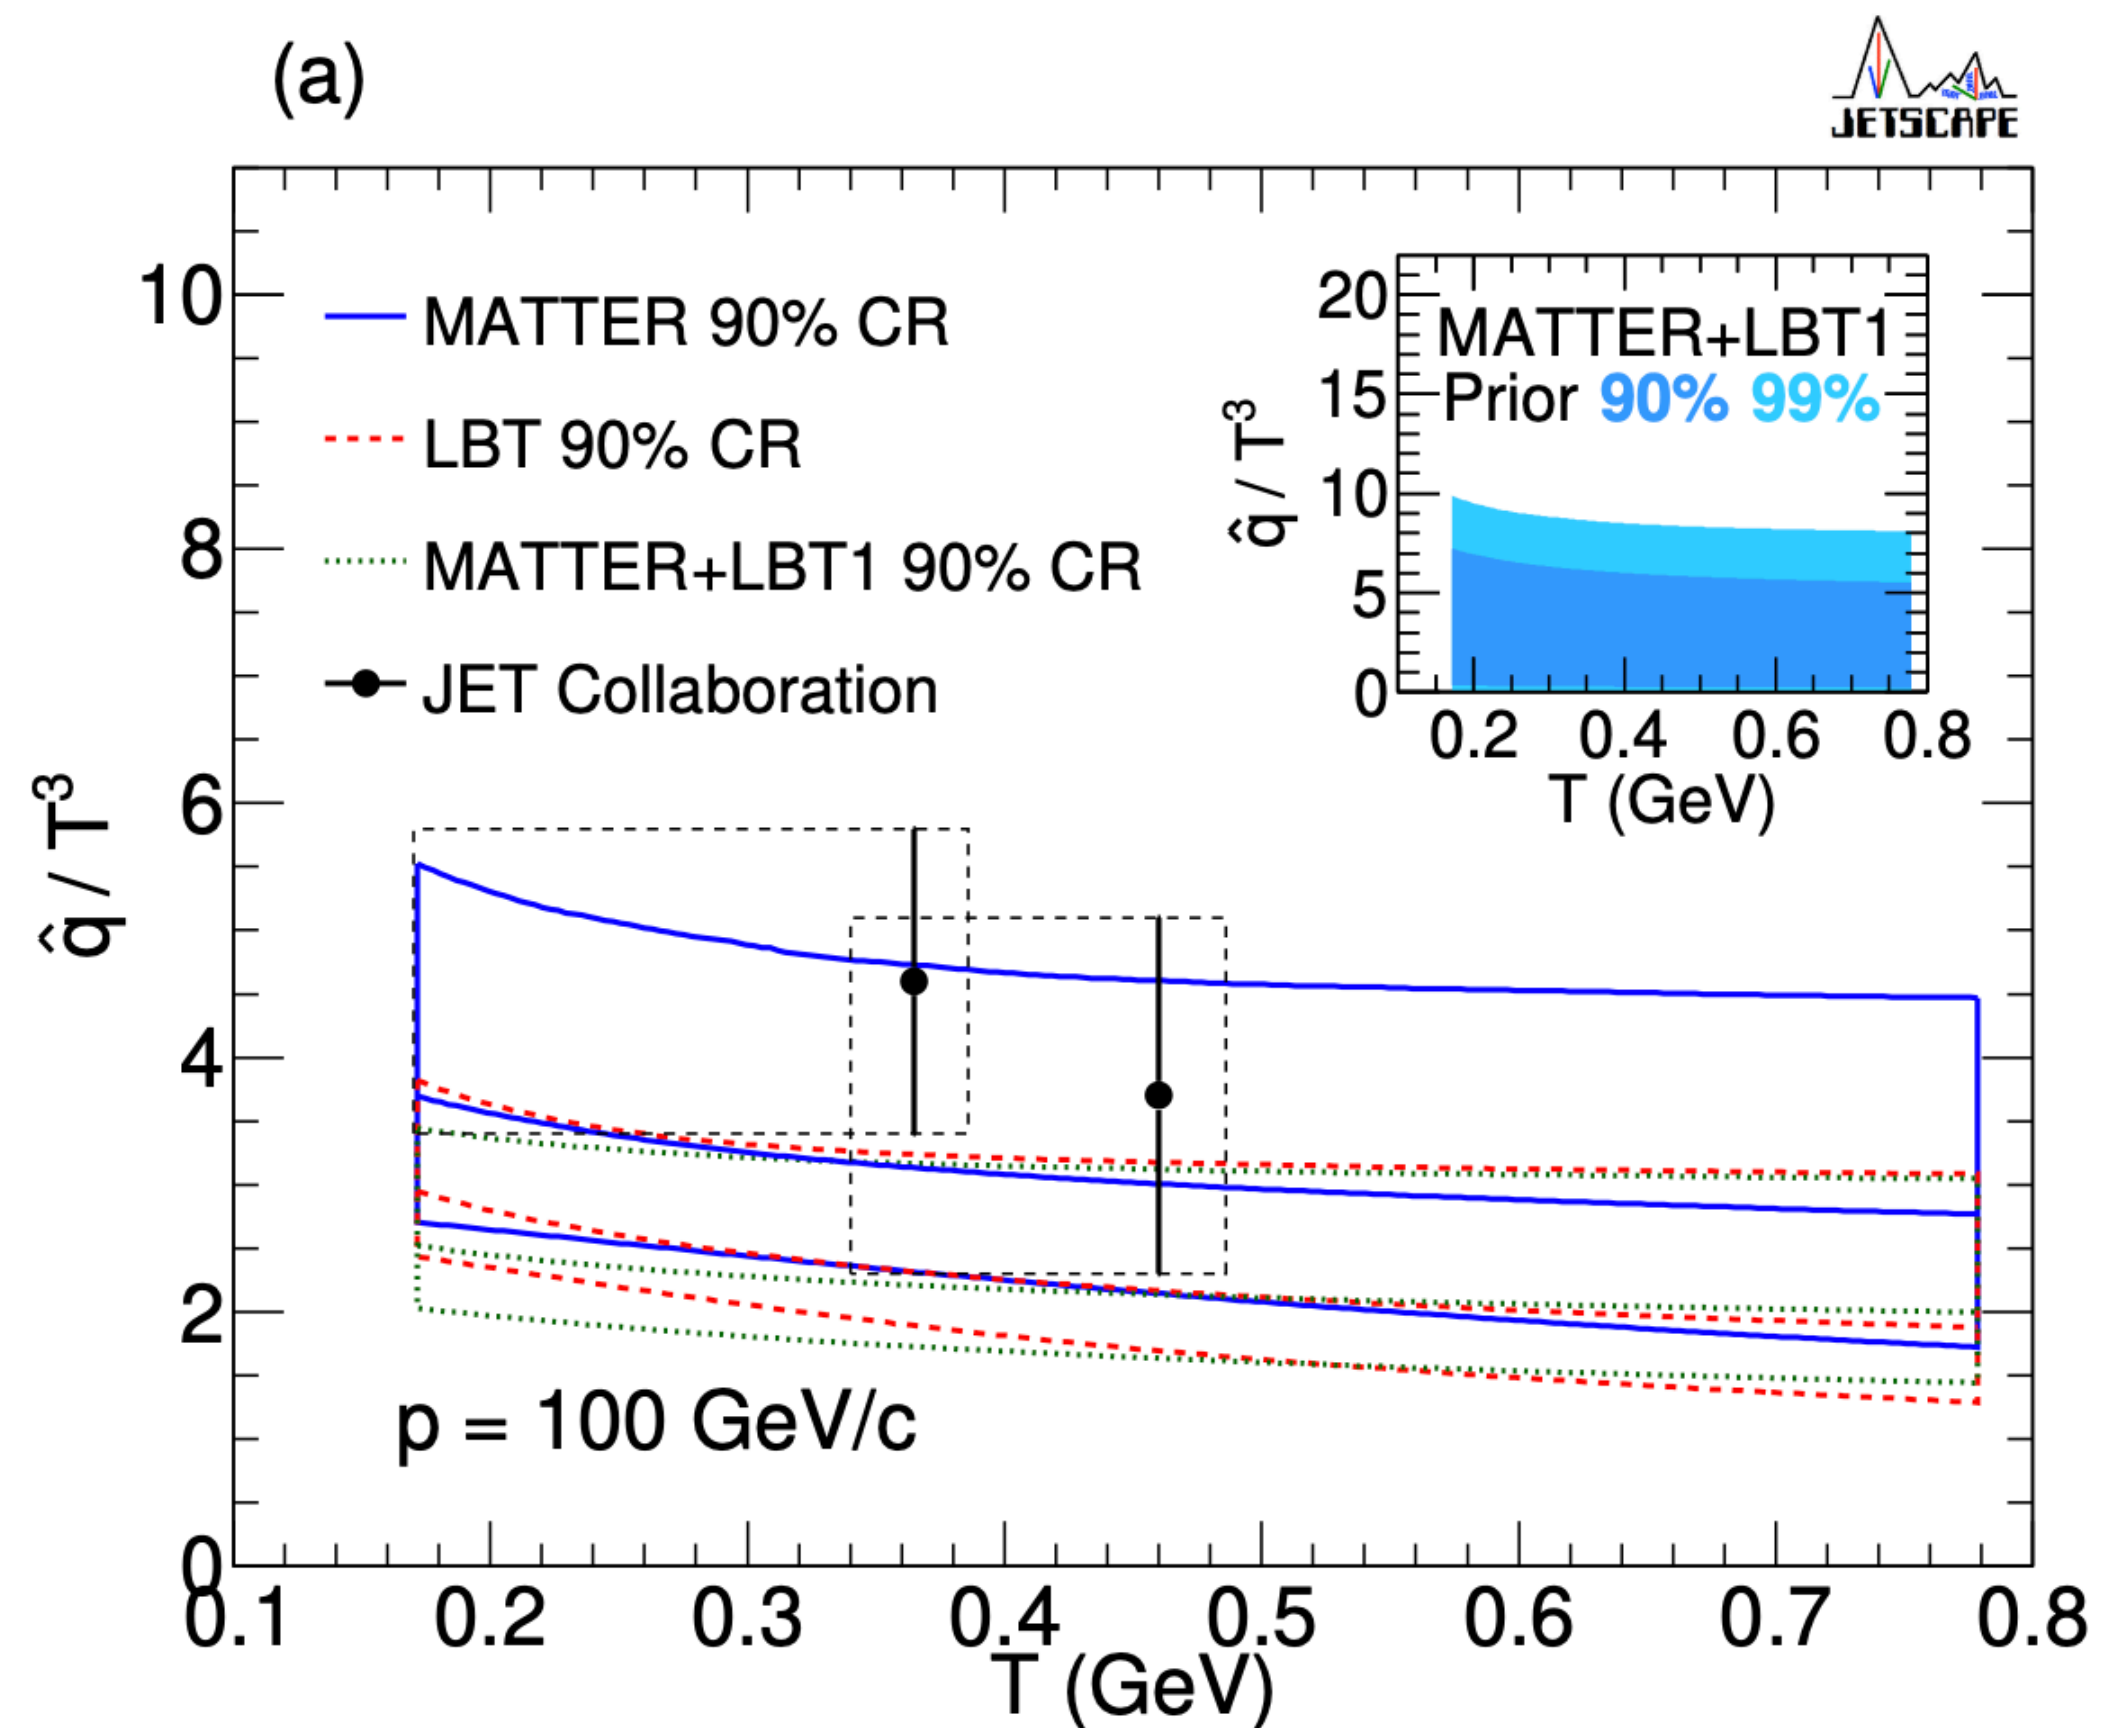 (a)
JETSCAPE
MATTER 90% CR
LBT 90% CR
MATTER+LBT1 90% CR
JET Collaboration
p = 100 GeV/c
q̂ / T³
10
8
6
4
2
0
0.1 0.2 0.3 0.4 0.5 0.6 0.7 0.8
T (GeV)
MATTER+LBT1
Prior 90% 99%
q̂ / T³
20
15
10
5
0
0.2 0.4 0.6 0.8
T (GeV)